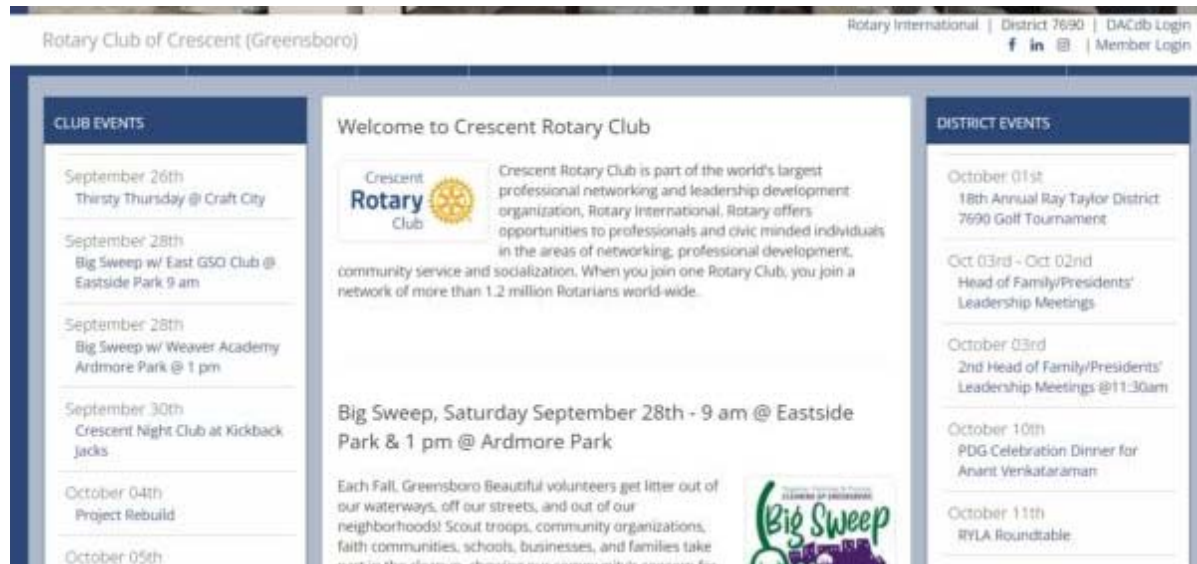 Rotary Club of Crescent (Greensboro)
Rotary International | District 7690 | DACdb Login
f in | Member Login
CLUB EVENTS
September 26th
Thirsty Thursday @ Craft City
September 28th
Big Sweep w/ East GSO Club @
Eastside Park 9 am
September 28th
Big Sweep w/ Weaver Academy
Ardmore Park @ 1 pm
September 30th
Crescent Night Club at Kickback
Jacks
October 04th
Project Rebuild
October 05th
Welcome to Crescent Rotary Club
Crescent
Rotary
Club
Crescent Rotary Club is part of the world's largest
professional networking and leadership development
organization, Rotary International. Rotary offers
opportunities to professionals and civic minded individuals
in the areas of networking, professional development,
community service and socialization. When you join one Rotary Club, you join a
network of more than 1.2 million Rotarians world-wide.
Big Sweep, Saturday September 28th - 9 am @ Eastside
Park & 1 pm @ Ardmore Park
Each Fall, Greensboro Beautiful volunteers get litter out of
our waterways, off our streets, and out of our
neighborhoods! Scout troops, community organizations,
faith communities, schools, businesses, and families take
Big Sweep
DISTRICT EVENTS
October 01st
18th Annual Ray Taylor District
7690 Golf Tournament
Oct 03rd - Oct 02nd
Head of Family/Presidents'
Leadership Meetings
October 03rd
2nd Head of Family/Presidents'
Leadership Meetings @11:30am
October 10th
PDG Celebration Dinner for
Anant Venkataraman
October 11th
RYLA Roundtable